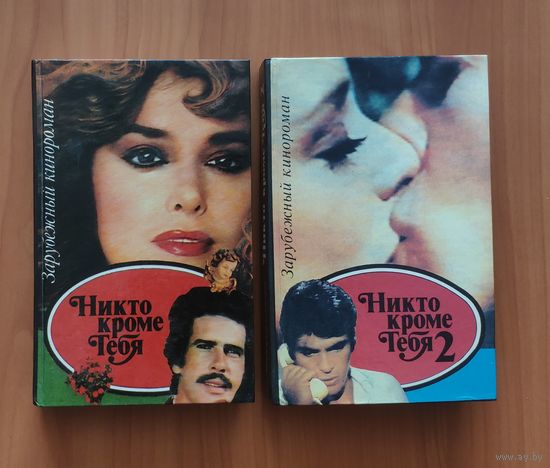 Зарубежный кинороман
Никто
кроме
Тебя
Зарубежный кинороман
Никто
кроме
Тебя 2
www.ay.by